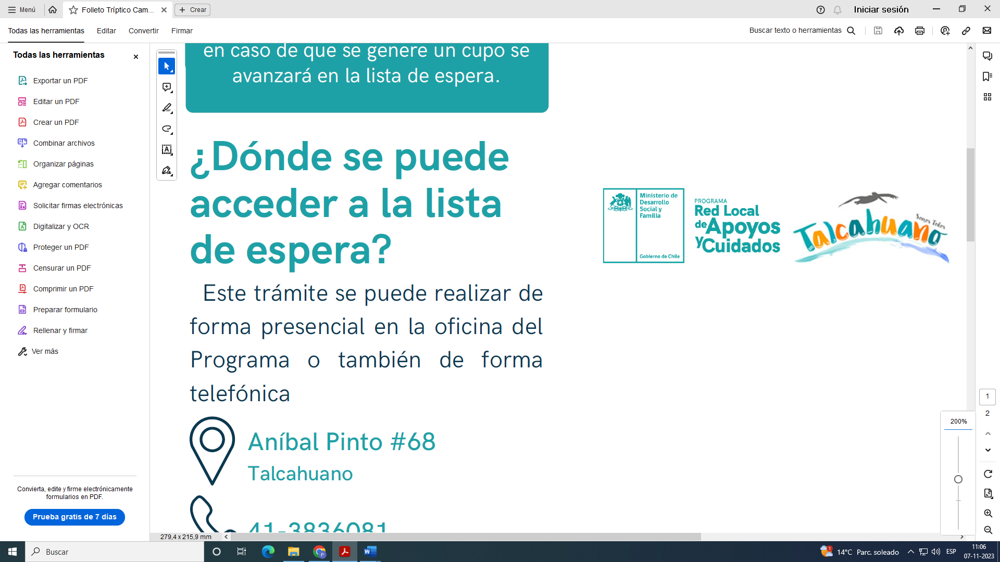 Menú
Folleto Tríptico Cam...
Crear
Iniciar sesión
Todas las herramientas
Editar
Convertir
Firmar
Buscar texto o herramientas
Todas las herramientas
Exportar un PDF
Editar un PDF
Crear un PDF
Combinar archivos
Organizar páginas
Agregar comentarios
Solicitar firmas electrónicas
Digitalizar y OCR
Proteger un PDF
Censurar un PDF
Comprimir un PDF
Preparar formulario
Rellenar y firmar
Ver más
Convierta, edite y firme electrónicamente
formularios en PDF.
Prueba gratis de 7 días
en caso de que se genere un cupo se
avanzará en la lista de espera.
¿Dónde se puede
acceder a la lista
de espera?
Este trámite se puede realizar de
forma presencial en la oficina del
Programa o también de forma
telefónica
Aníbal Pinto #68
Talcahuano
41-3836081
Ministerio de
Desarrollo
Social y
Familia
Gobierno de Chile
PROGRAMA
Red Local
de Apoyos
y Cuidados
Somos Todos
Talcahuano
1
2
200%
279,4 x 215,9 mm
Buscar
1
14°C Parc. soleado
ESP
11:06
07-11-2023